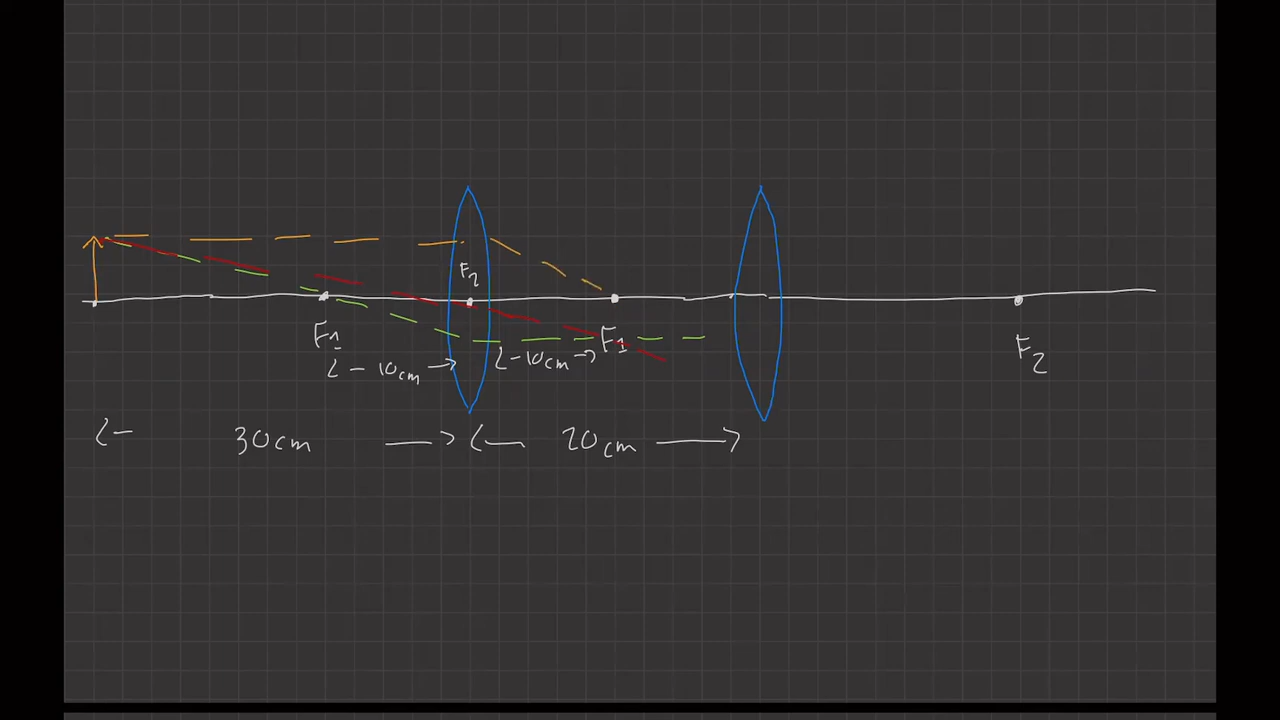 F2
F1 F1
F2
<- 10cm -> <- 10cm ->
<- 30cm -> <- 20cm ->